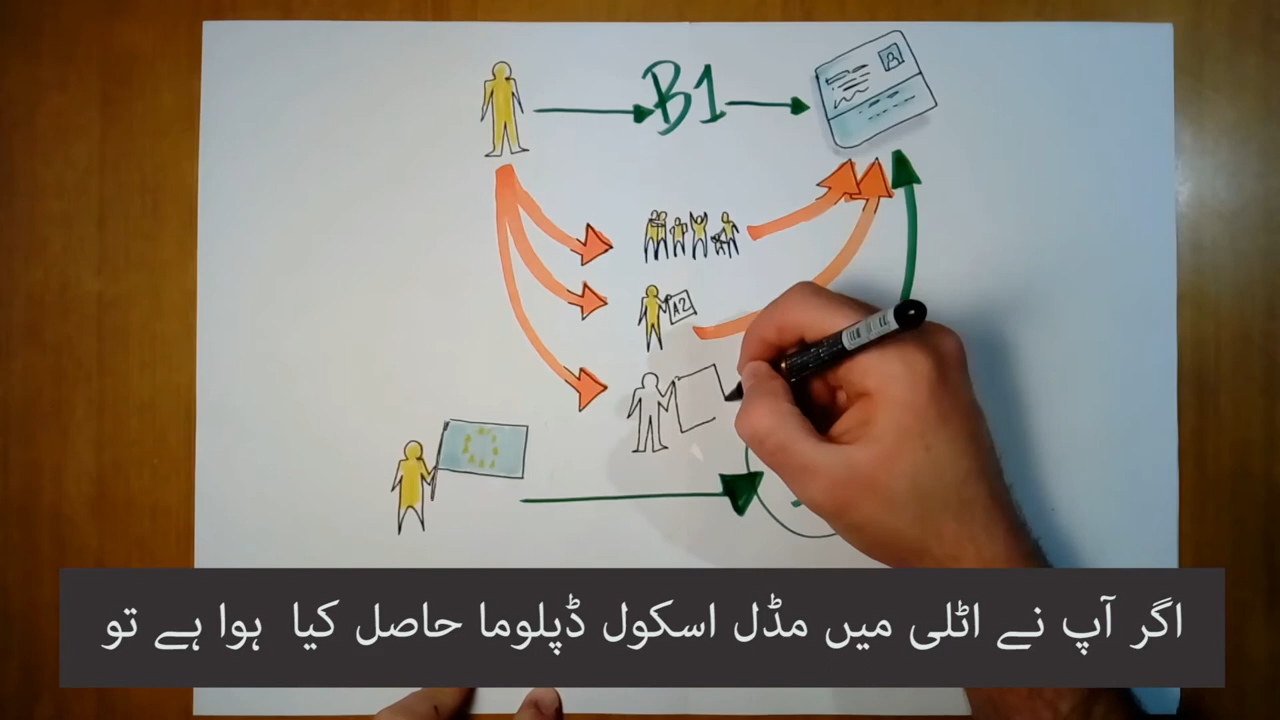 B1
A2
اگر آپ نے اٹلی میں مڈل اسکول ڈپلوما حاصل کیا ہوا ہے تو